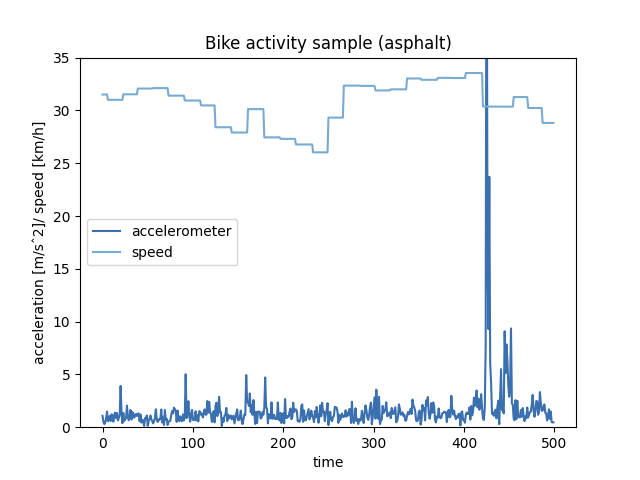 Bike activity sample (asphalt)
35
30
25
20
15
10
5
0
acceleration [m/sˆ2]/ speed [km/h]
accelerometer
speed
0 100 200 300 400 500
time